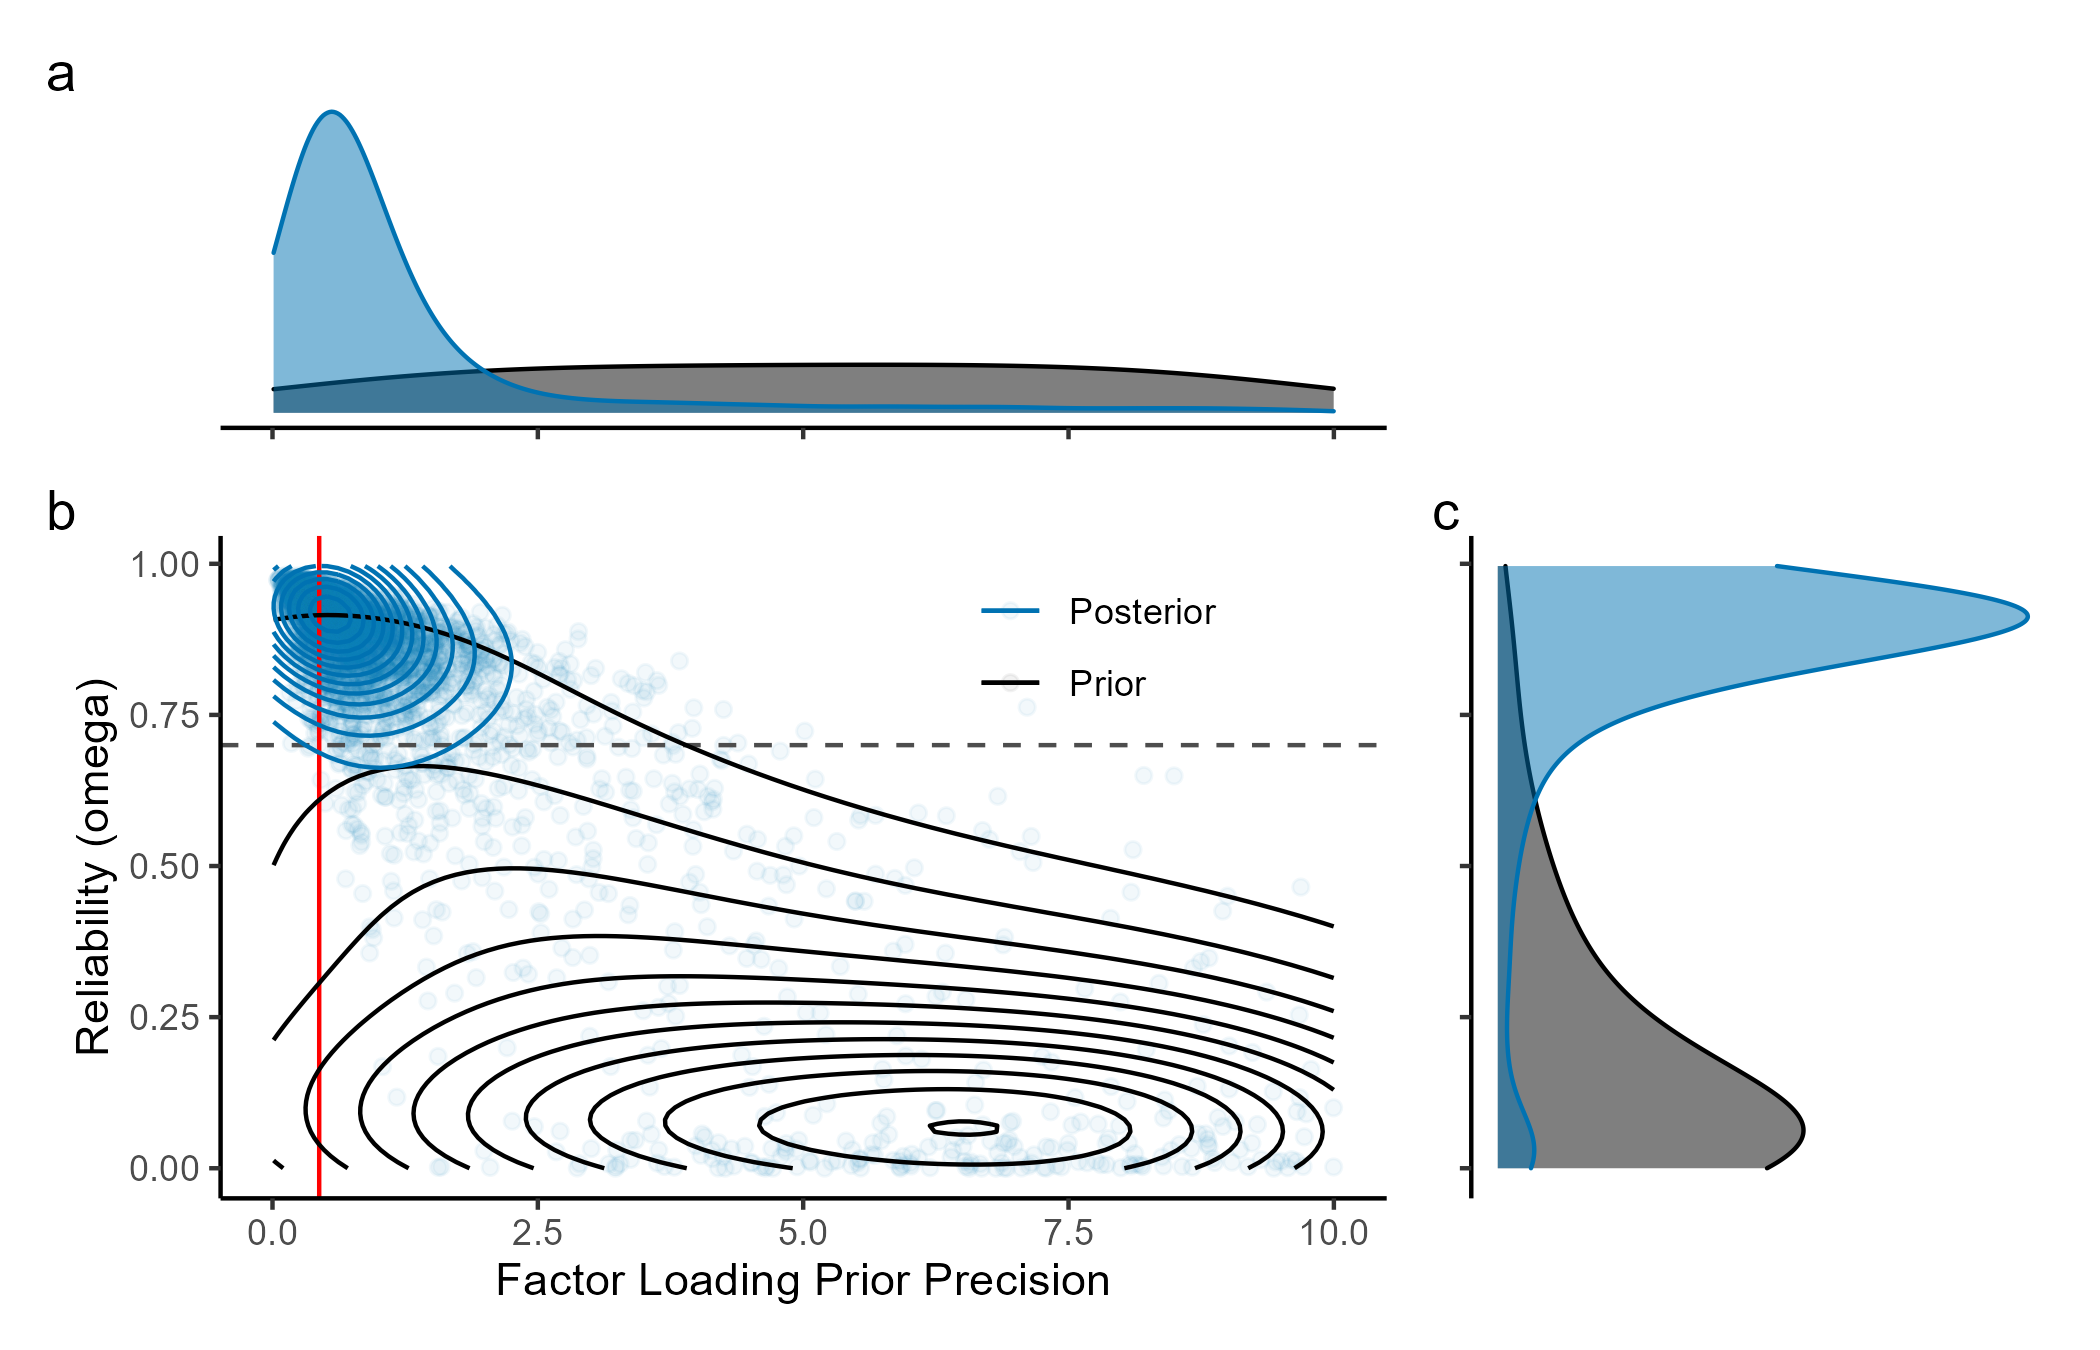 a
b
c
1.00
0.75
0.50
0.25
0.00
Reliability (omega)
Posterior
Prior
0.0 2.5 5.0 7.5 10.0
Factor Loading Prior Precision